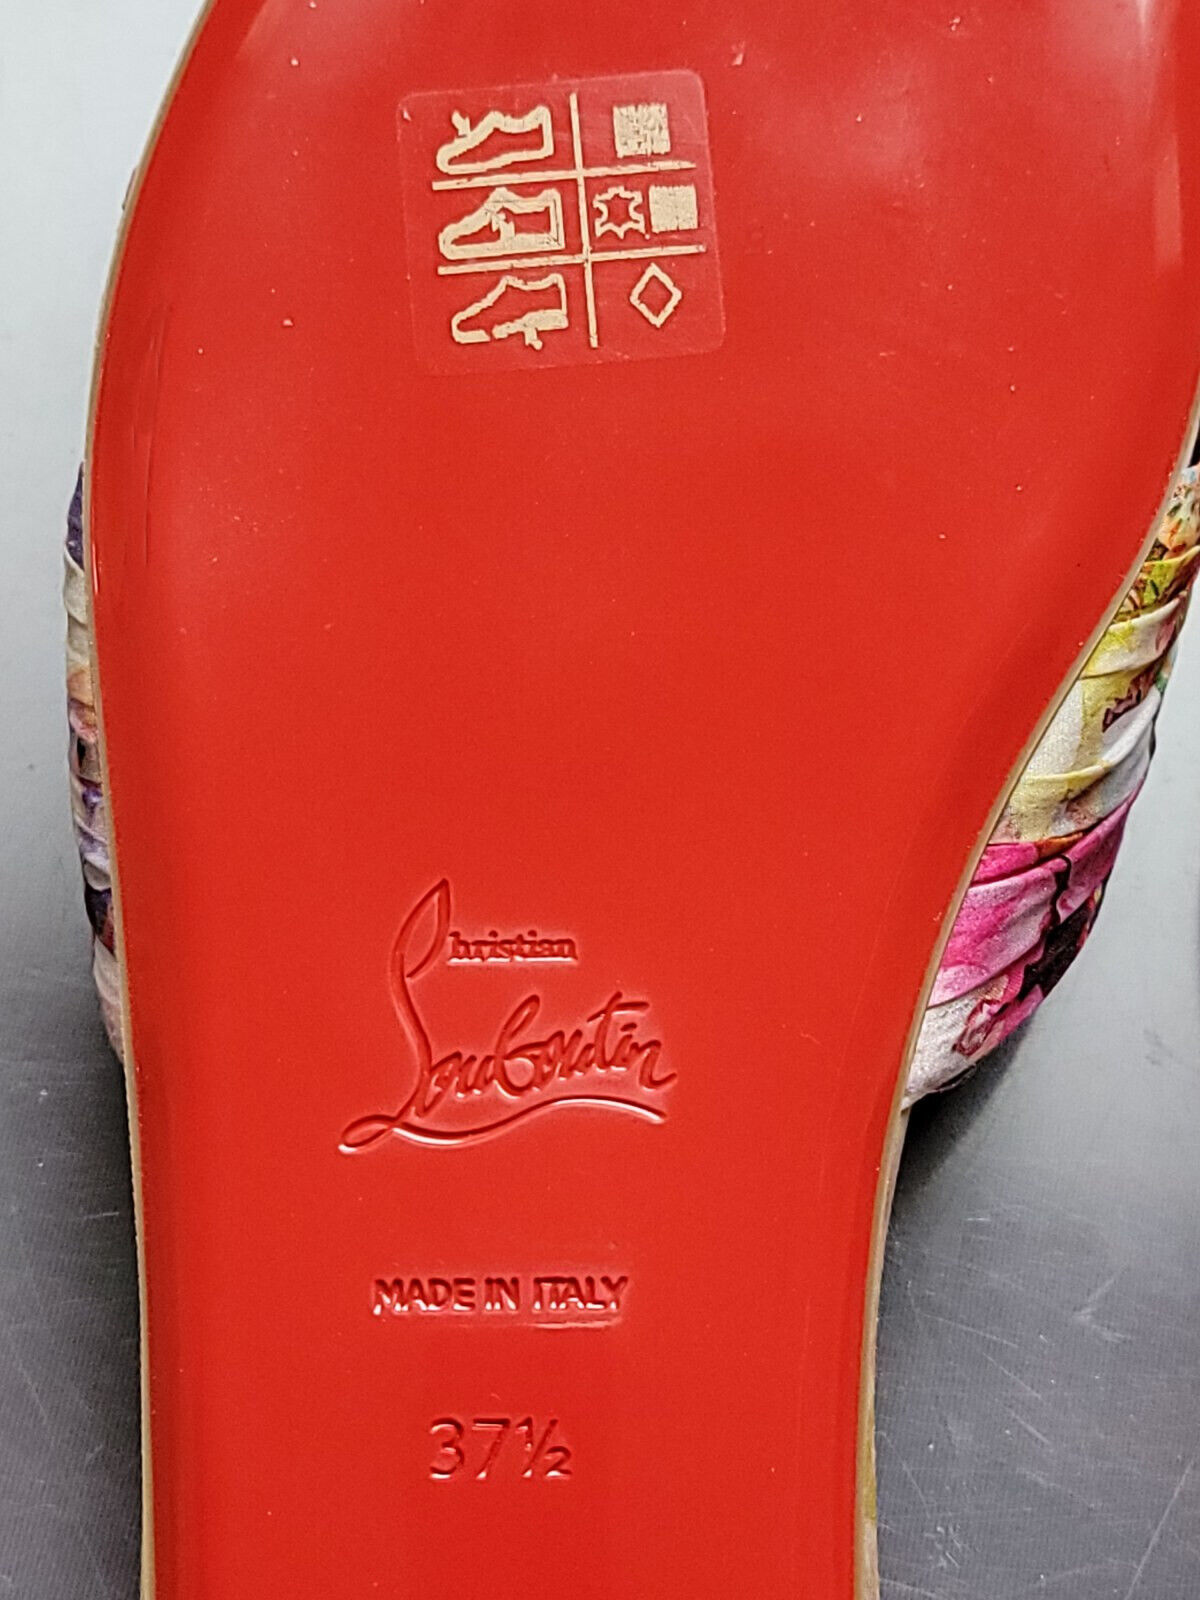 Christian
Louboutin
MADE IN ITALY
37½